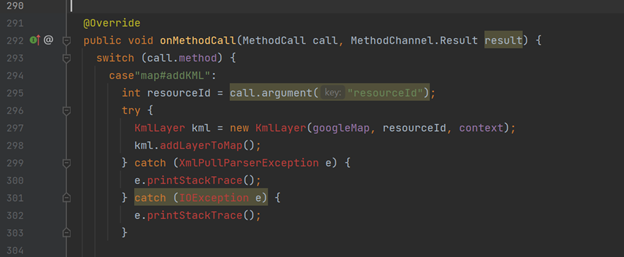 290
291 @Override
292 @ public void onMethodCall(MethodCall call, MethodChannel.Result result) {
293 switch (call.method) {
294 case"map#addKML":
295 int resourceId = call.argument( key: "resourceId");
296 try {
297 KmlLayer kml = new KmlLayer(googleMap, resourceId, context);
298 kml.addLayerToMap();
299 } catch (XmlPullParserException e) {
300 e.printStackTrace();
301 } catch (IOException e) {
302 e.printStackTrace();
303 }
304